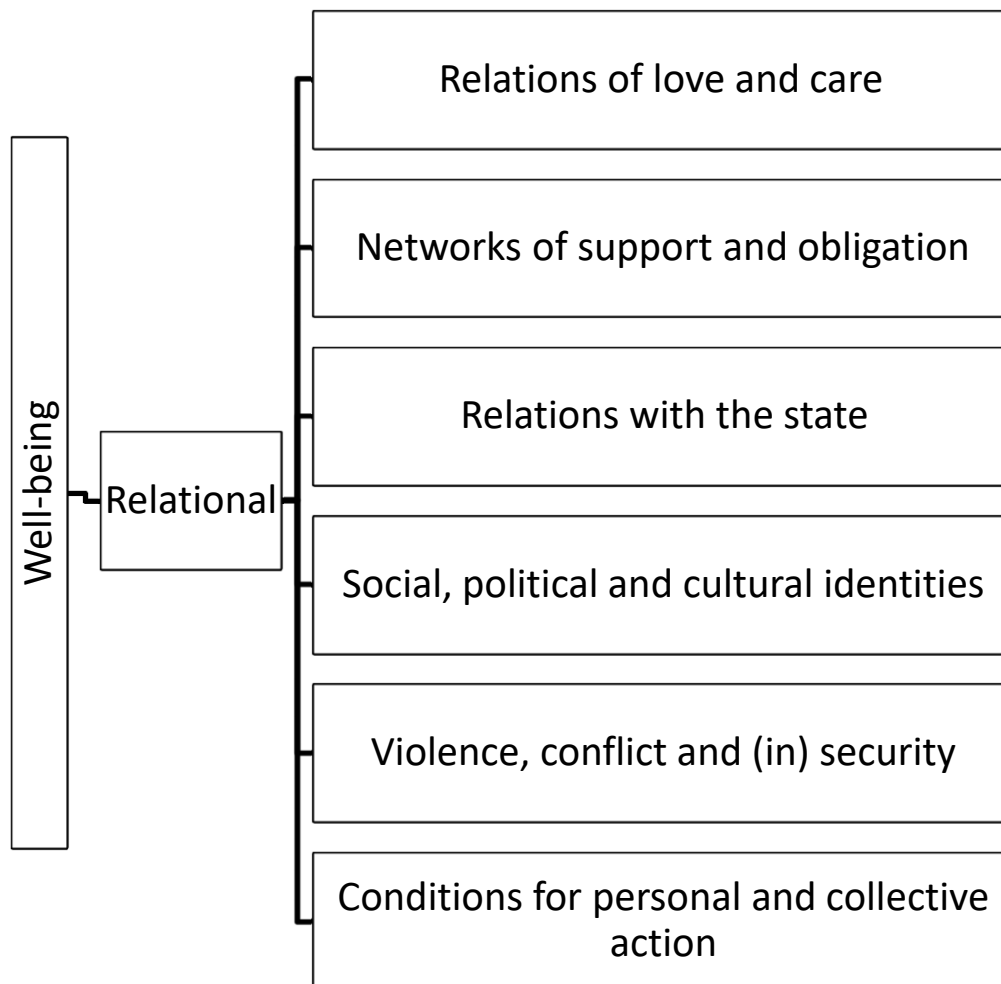 Well-being
Relational
Relations of love and care
Networks of support and obligation
Relations with the state
Social, political and cultural identities
Violence, conflict and (in) security
Conditions for personal and collective
action